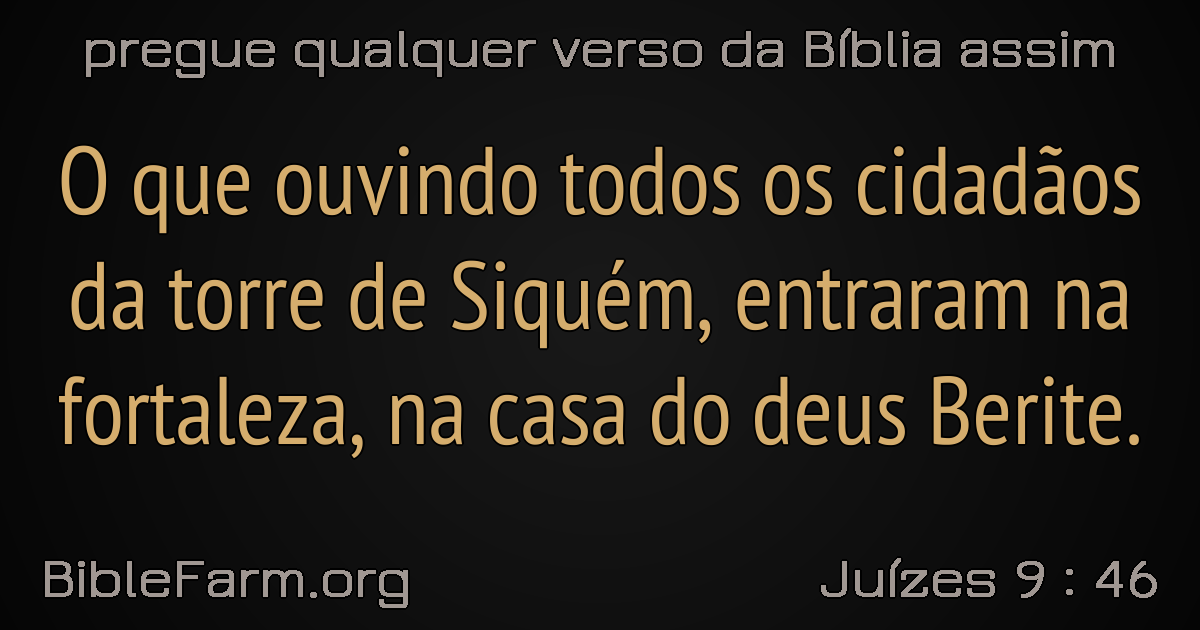 pregue qualquer verso da Bíblia assim
O que ouvindo todos os cidadãos
da torre de Siquém, entraram na
fortaleza, na casa do deus Berite.
BibleFarm.org
Juízes 9 : 46